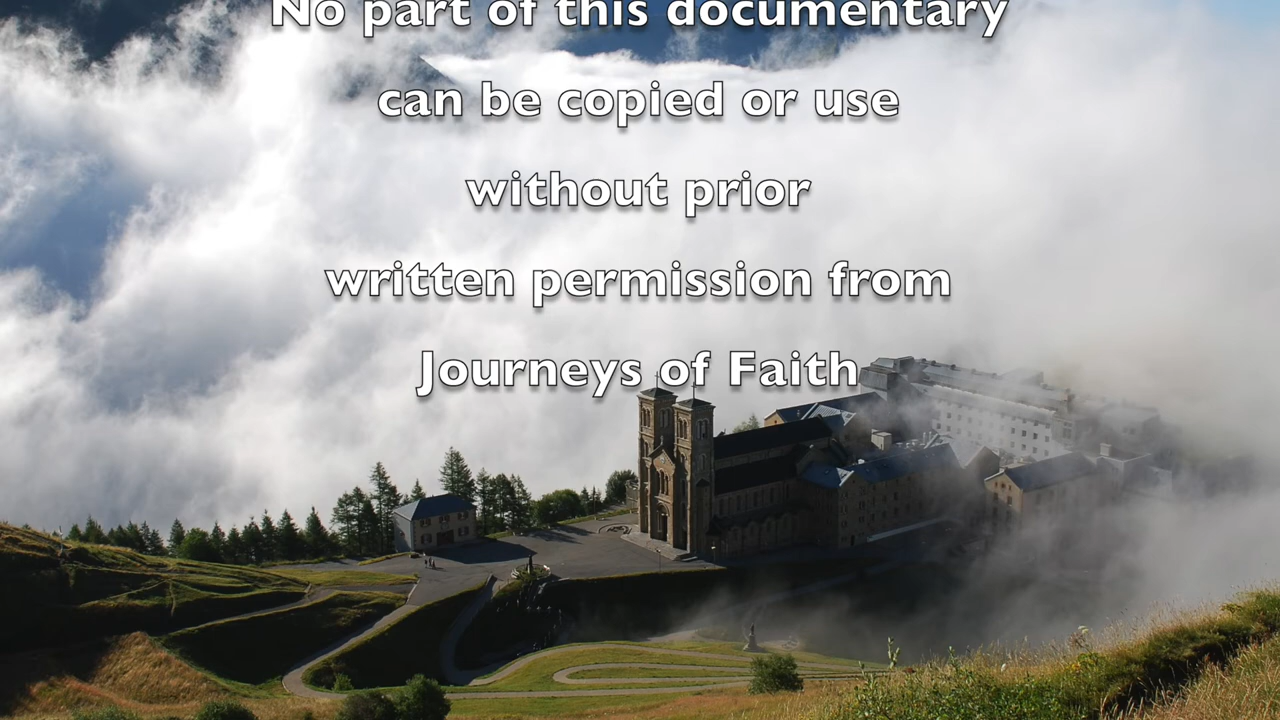 No part of this documentary
can be copied or use
without prior
written permission from
Journeys of Faith